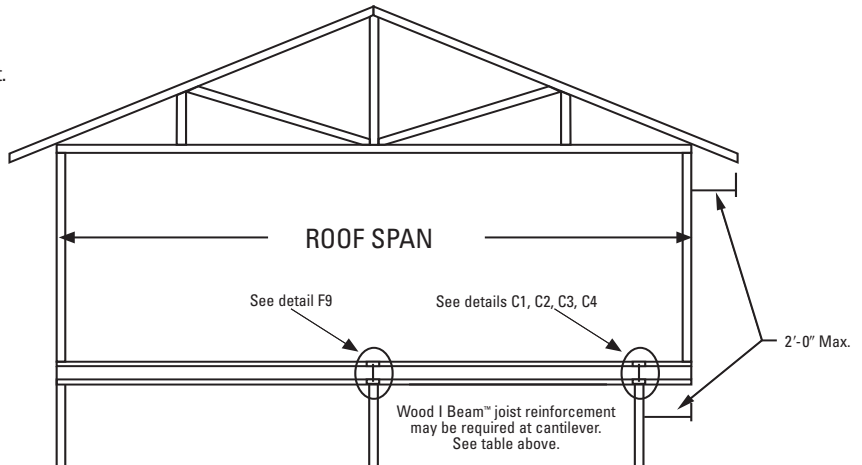 t.
ROOF SPAN
See detail F9
See details C1, C2, C3, C4
2′-0″ Max.
Wood I Beam™ joist reinforcement
may be required at cantilever.
See table above.